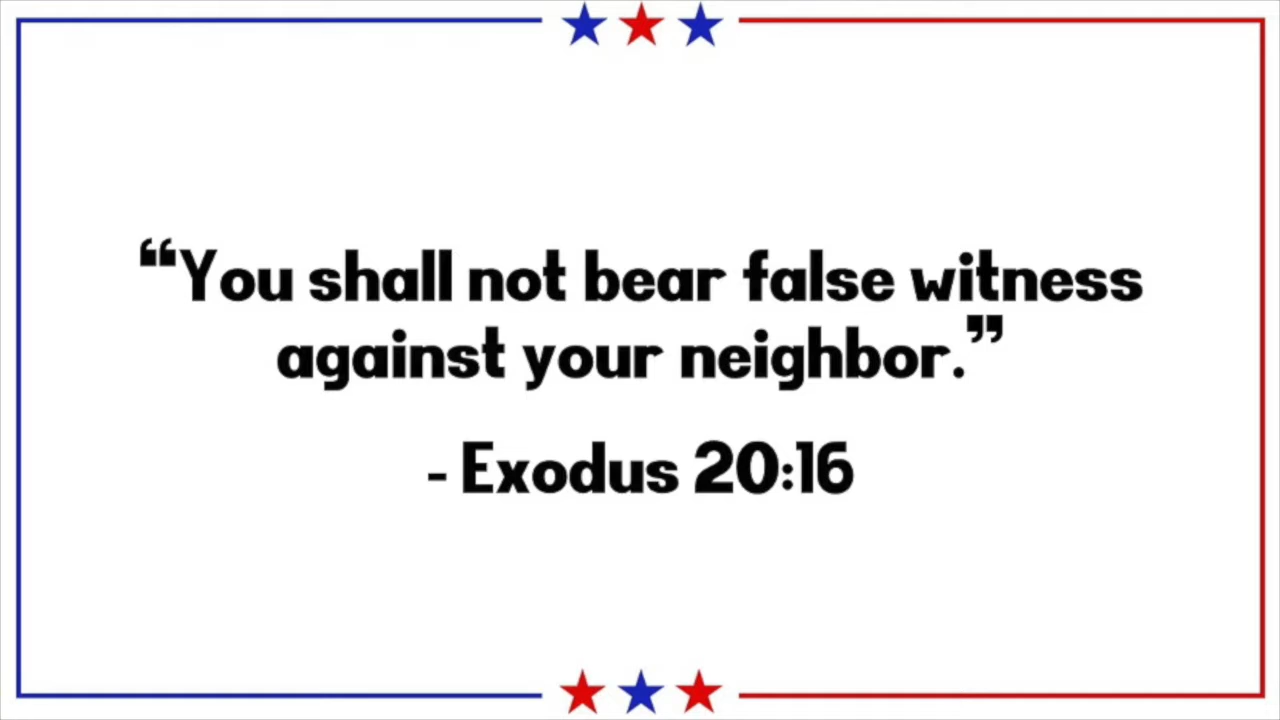 “You shall not bear false witness
against your neighbor.”
- Exodus 20:16